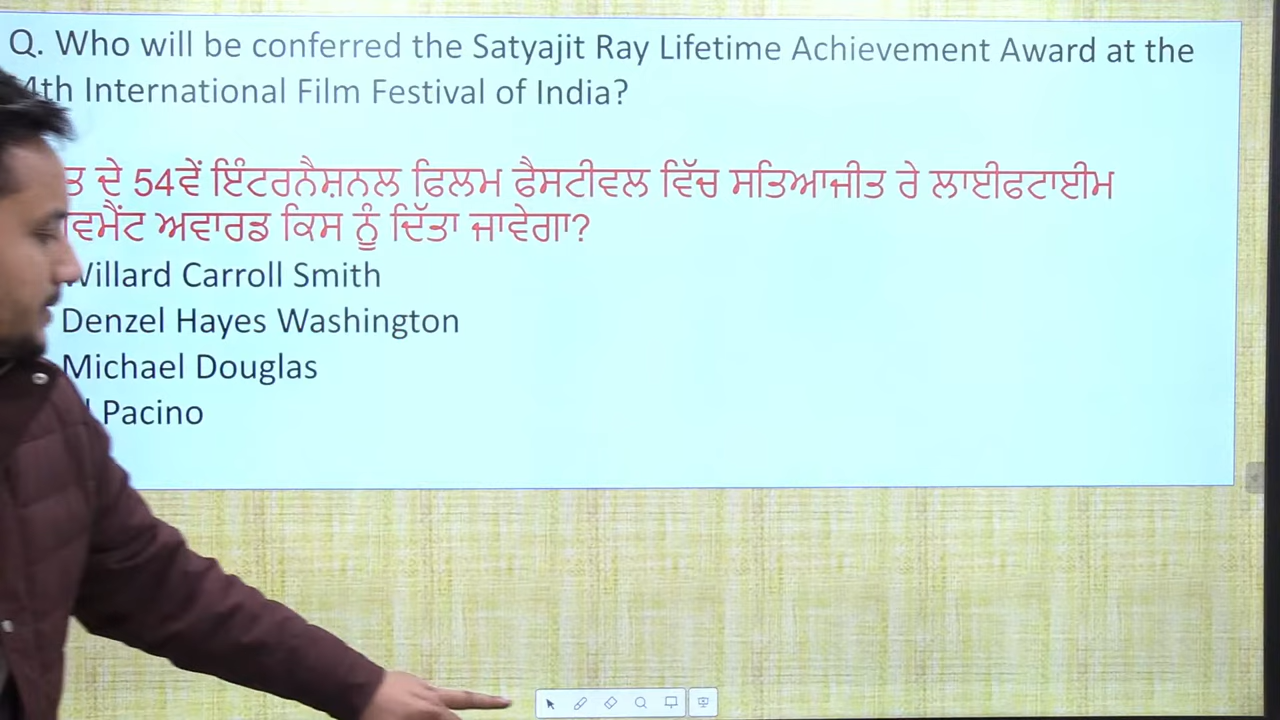 Q. Who will be conferred the Satyajit Ray Lifetime Achievement Award at the
4th International Film Festival of India?
ਦੇ 54ਵੇਂ ਇੰਟਰਨੈਸ਼ਨਲ ਫਿਲਮ ਫੈਸਟੀਵਲ ਵਿੱਚ ਸਤਿਆਜੀਤ ਰੇ ਲਾਈਫਟਾਈਮ
ਅਵਾਰਡ ਕਿਸ ਨੂੰ ਦਿੱਤਾ ਜਾਵੇਗਾ?
Willard Carroll Smith
Denzel Hayes Washington
Michael Douglas
Pacino